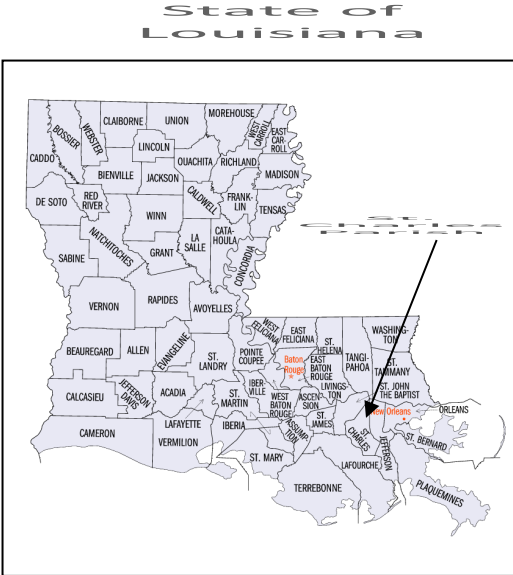 State of
Louisiana
MOREHOUSE
CLAIBORNE
UNION
WEST
CARROLL
EAST
CAR-
ROLL
BOSSIER
WEBSTER
LINCOLN
CADDO
OUACHITA
RICHLAND
BIENVILLE
JACKSON
MADISON
DE SOTO
RED
RIVER
CALDWELL
FRANK-
LIN
TENSAS
WINN
St.
Charles
Parish
NATCHITOCHES
LA
SALLE
CATA-
HOULA
SABINE
GRANT
CONCORDIA
VERNON
RAPIDES
AVOYELLES
WEST
FELICIANA
EAST
FELICIANA
ST.
HELENA
WASHING-
TON
BEAUREGARD
ALLEN
EVANGELINE
ST.
LANDRY
POINTE
COUPEE
Baton
Rouge
EAST
BATON
ROUGE
TANGI-
PAHOA
ST.
TAMMANY
CALCASIEU
JEFFERSON
DAVIS
ACADIA
ST.
MARTIN
IBER-
VILLE
WEST
BATON
ROUGE
ASCEN-
SION
LIVINGS-
TON
ST. JOHN
THE BAPTIST
New Orleans
ORLEANS
CAMERON
LAFAYETTE
VERMILION
IBERIA
ASSUMP-
TION
ST.
JAMES
ST.
CHARLES
JEFFERSON
ST. BERNARD
ST. MARY
LAFOURCHE
TERREBONNE
PLAQUEMINES